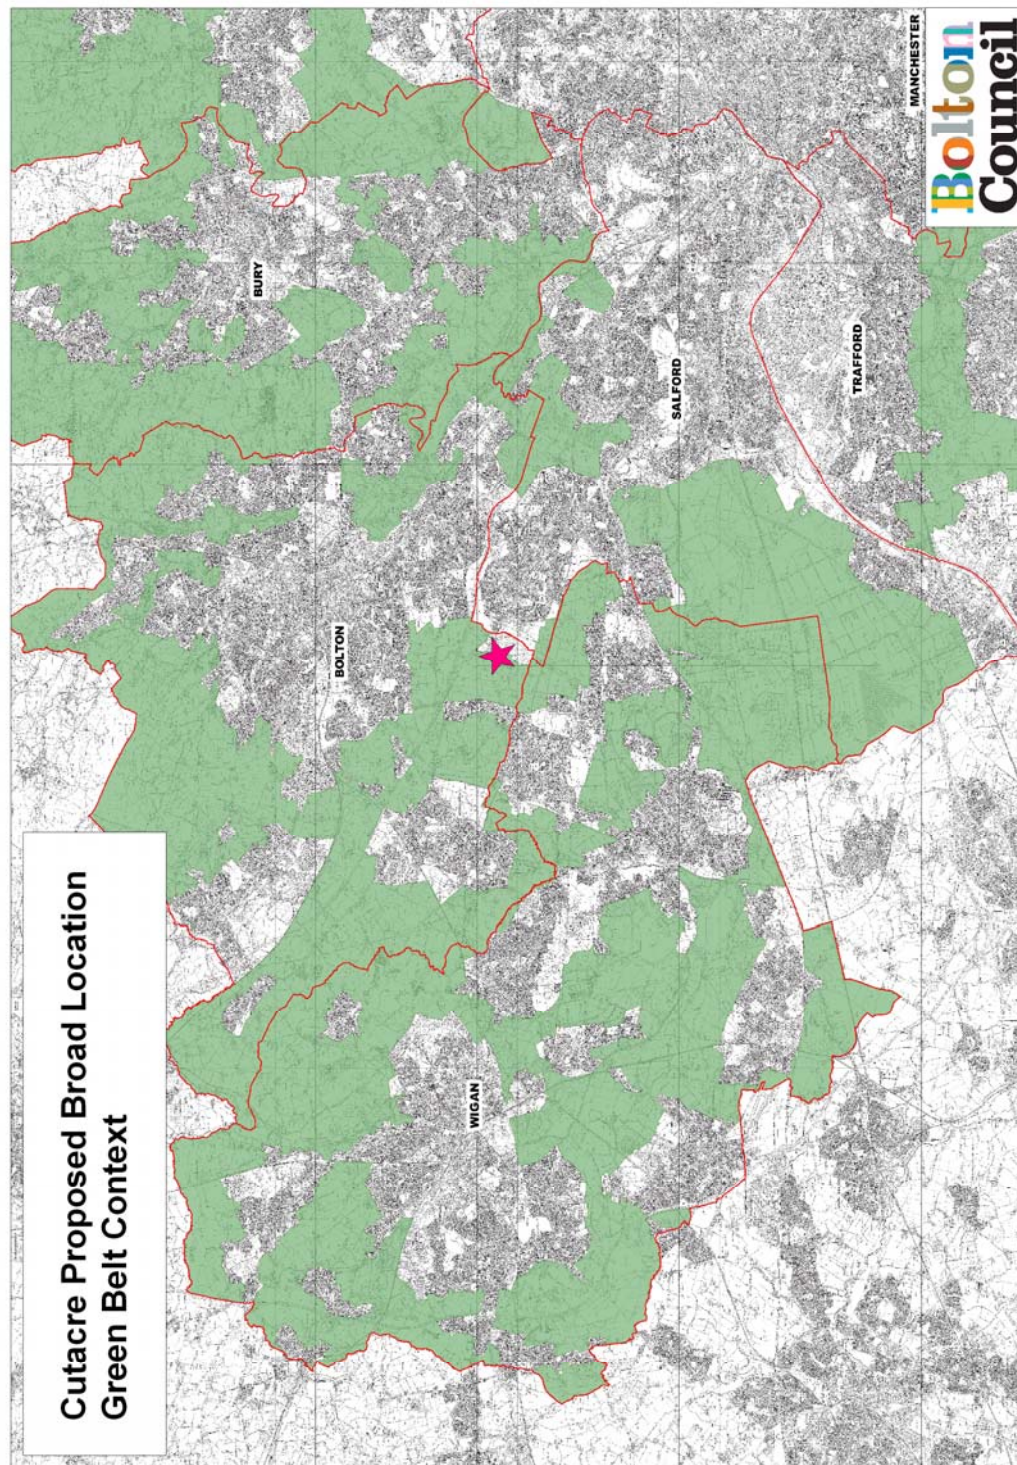 Cutacre Proposed Broad Location
Green Belt Context
BURY
BOLTON
WIGAN
SALFORD
TRAFFORD
MANCHESTER
Bolton
Council